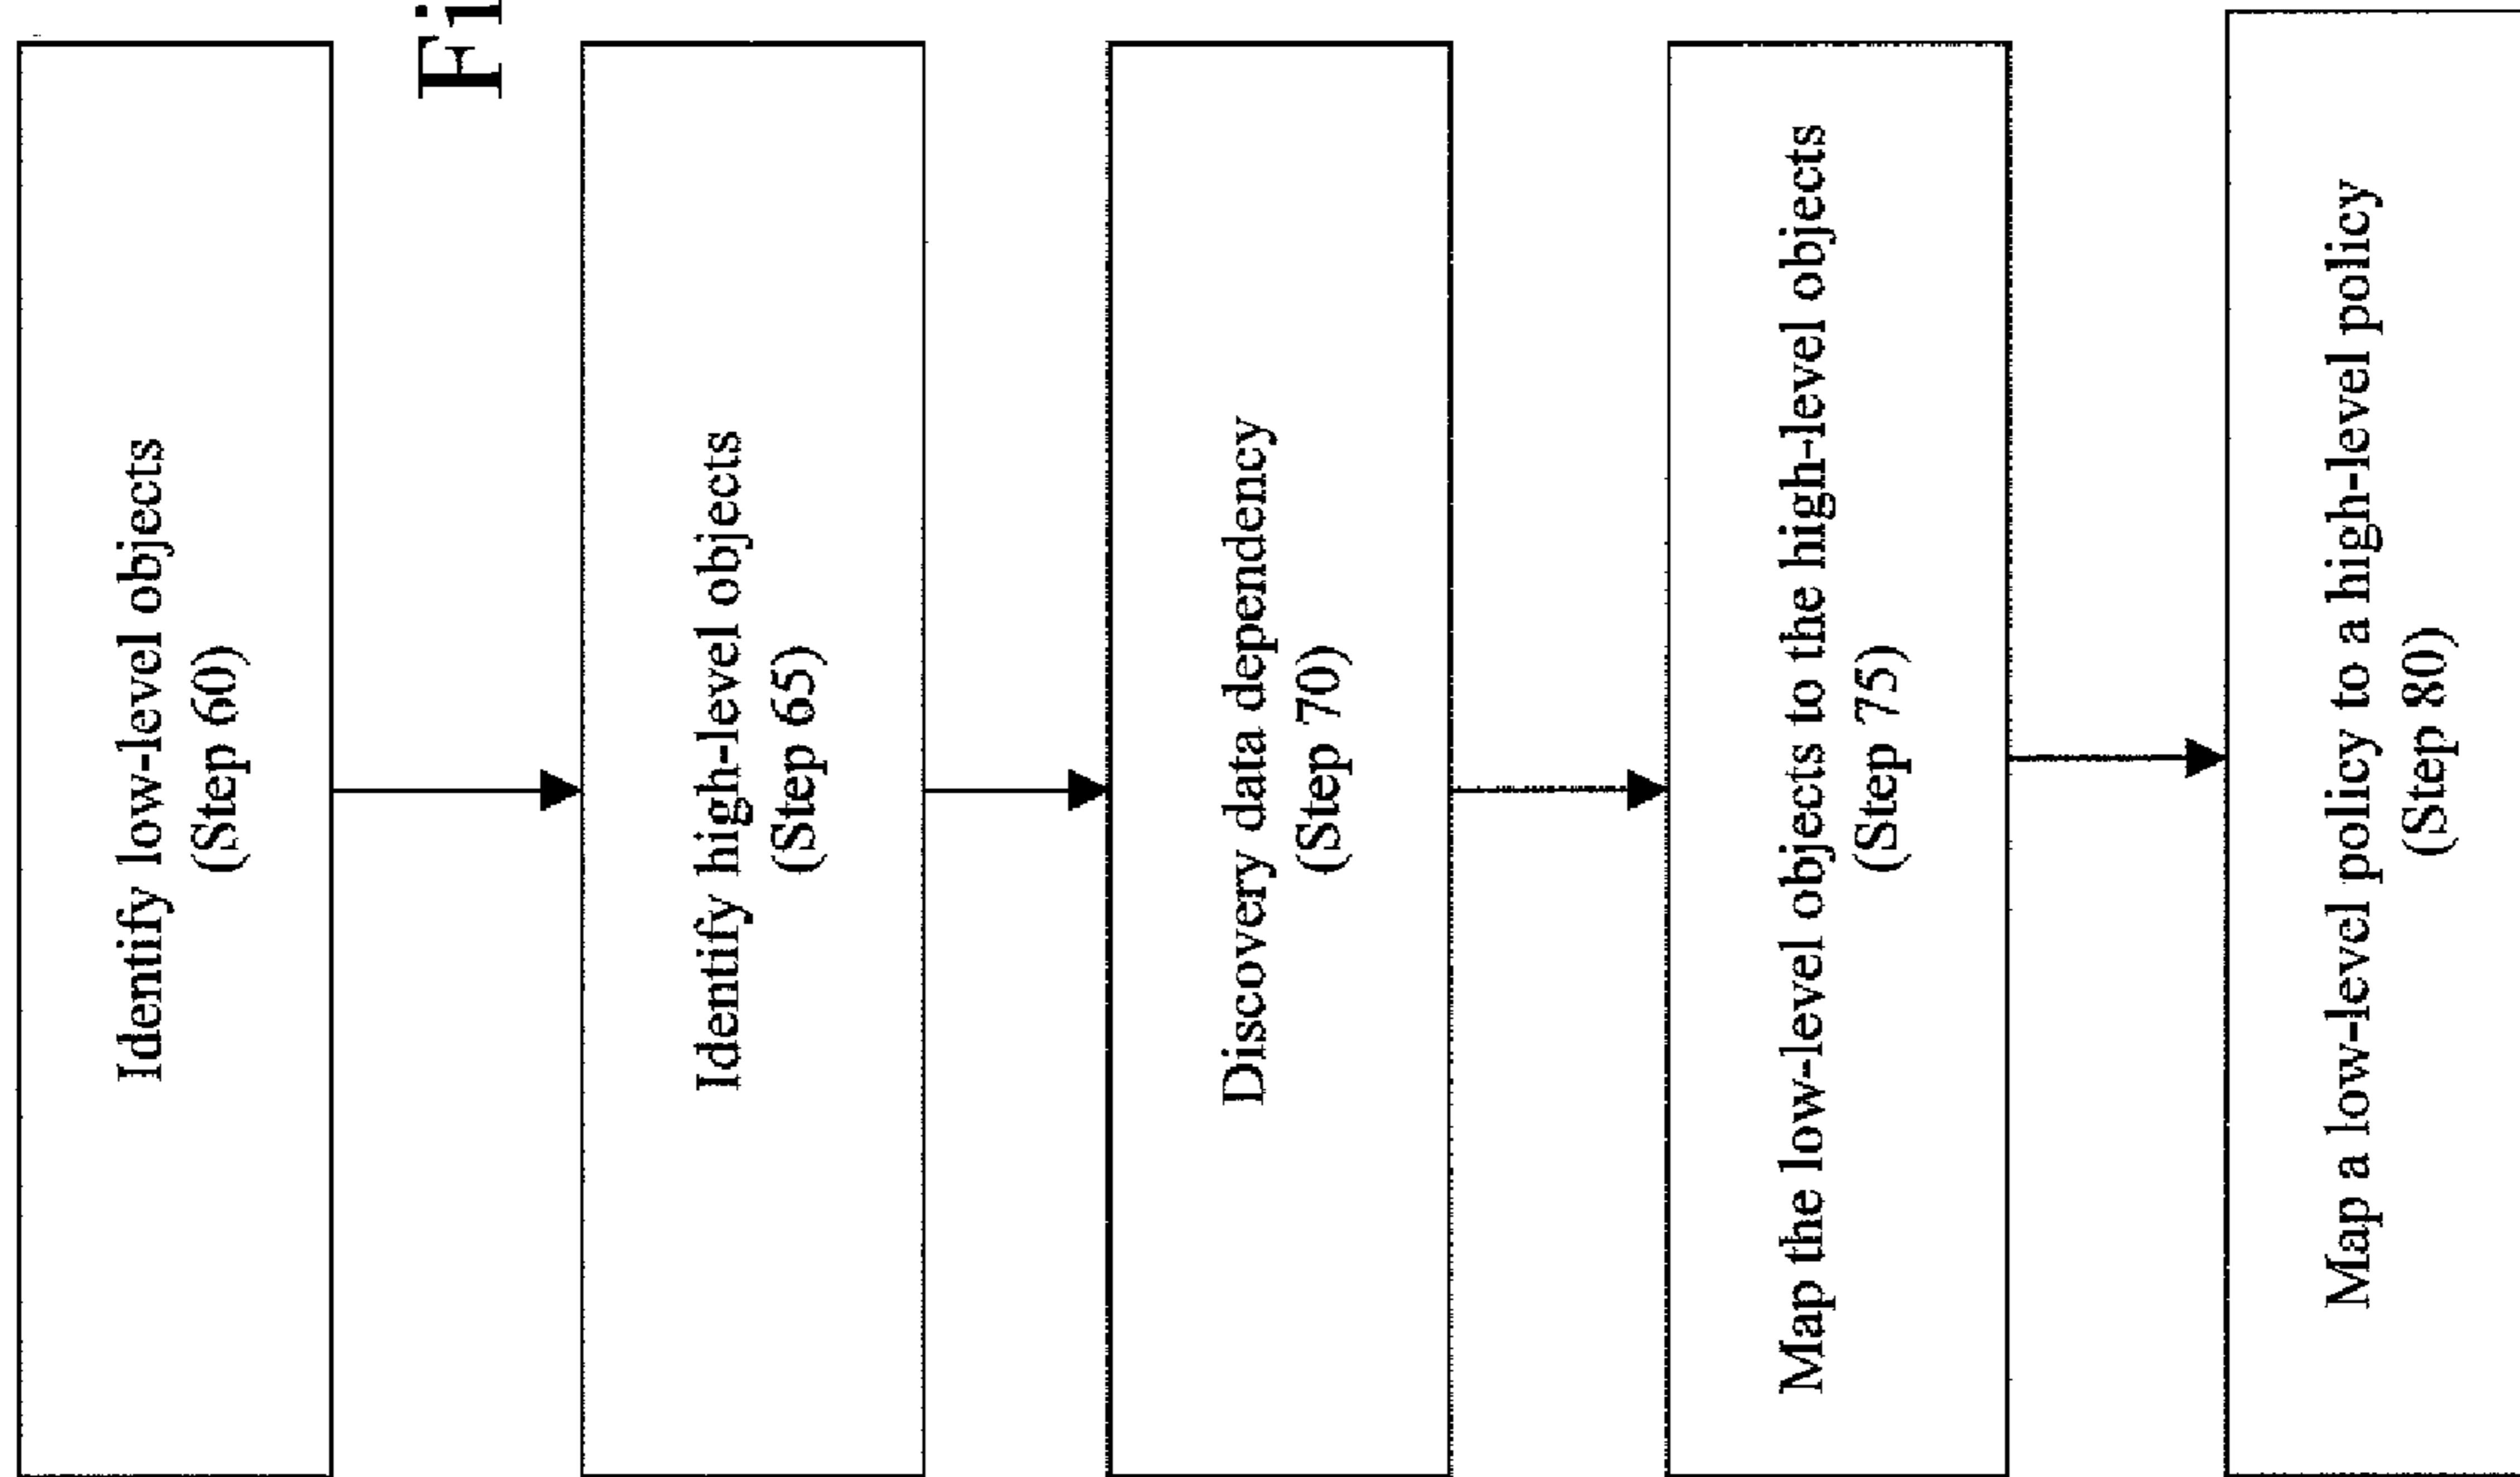 Identify low-level objects
(Step 60)
Fi
Identify high-level objects
(Step 65)
Discovery data dependency
(Step 70)
Map the low-level objects to the high-level objects
(Step 75)
Map a low-level policy to a high-level policy
(Step 80)